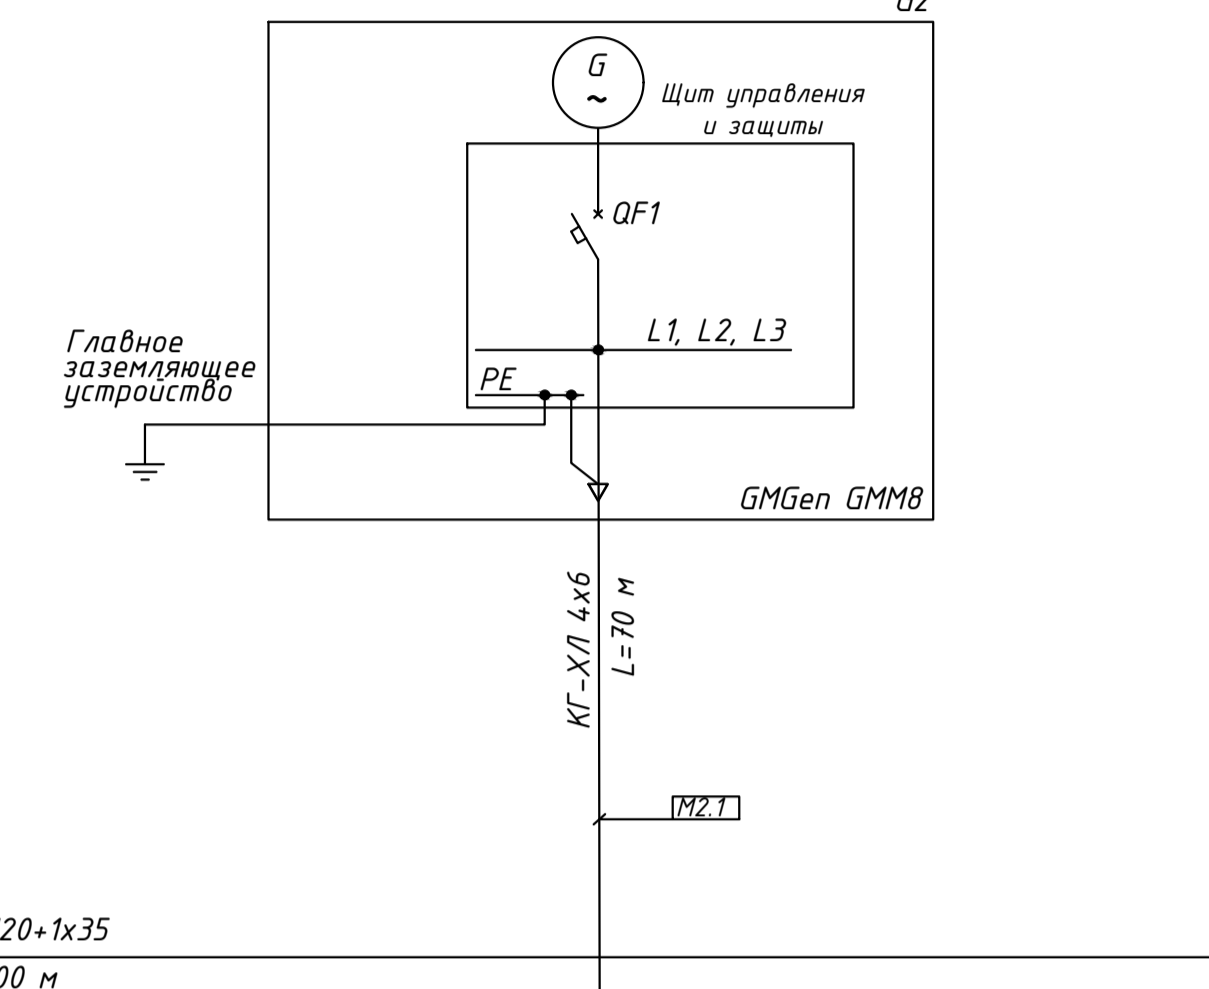 G
~
Щит управления
и защиты
QF1
L1, L2, L3
Главное
заземляющее
устройство
PE
GMGen GMM8
КГ-ХЛ 4х6
L=70 м
М2.1
20+1х35
00 м